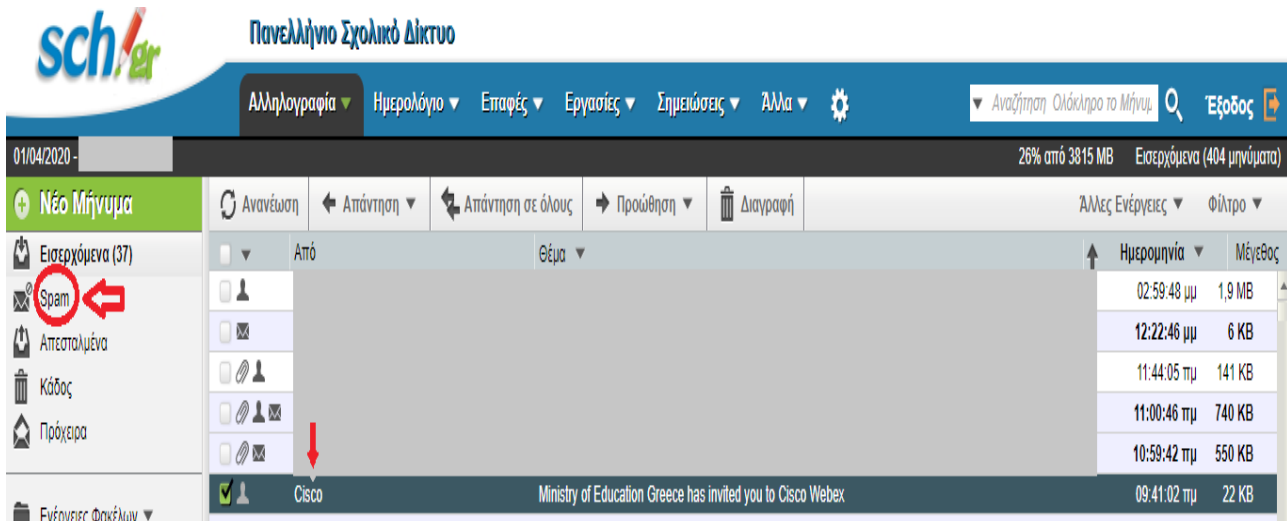 sch.gr
Πανελλήνιο Σχολικό Δίκτυο
Αλληλογραφία Ημερολόγιο Επαφές Εργασίες Σημειώσεις Άλλα Αναζήτηση Ολόκληρο το Μήνυμ Έξοδος
01/04/2020 - 26% από 3815 MB Εισερχόμενα (404 μηνύματα)
Νέο Μήνυμα Ανανέωση Απάντηση Απάντηση σε όλους Προώθηση Διαγραφή Άλλες Ενέργειες Φίλτρο
Εισερχόμενα (37) Από Θέμα Ημερομηνία Μέγεθος
Spam 02:59:48 μμ 1,9 MB
Απεσταλμένα 12:22:46 μμ 6 KB
Κάδος 11:44:05 πμ 141 KB
Πρόχειρα 11:00:46 πμ 740 KB
10:59:42 πμ 550 KB
Cisco Ministry of Education Greece has invited you to Cisco Webex 09:41:02 πμ 22 KB
Ενέργειες Φακέλων